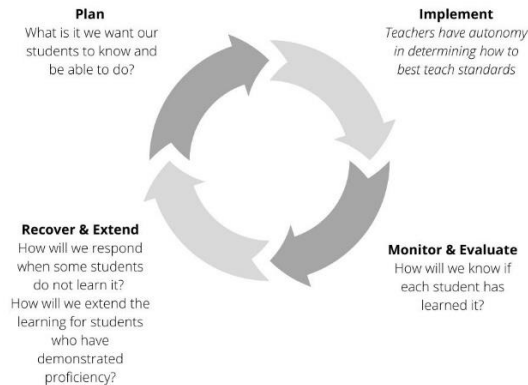 Plan
What is it we want our
students to know and
be able to do?
Implement
Teachers have autonomy
in determining how to
best teach standards
Recover & Extend
How will we respond
when some students
do not learn it?
How will we extend the
learning for students
who have
demonstrated
proficiency?
Monitor & Evaluate
How will we know if
each student has
learned it?